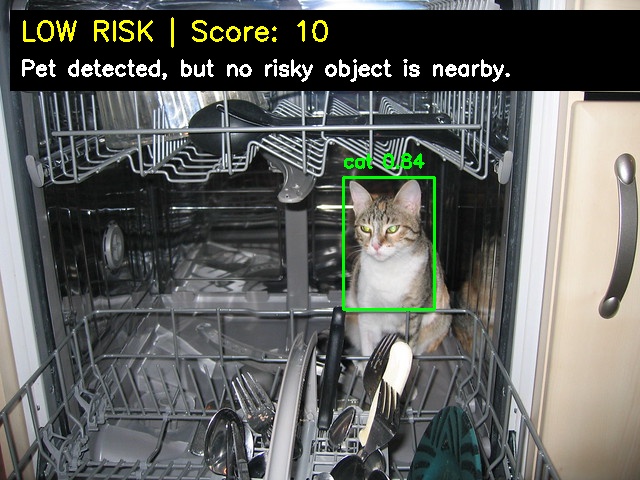 LOW RISK | Score: 10
Pet detected, but no risky object is nearby.
cat 0.84